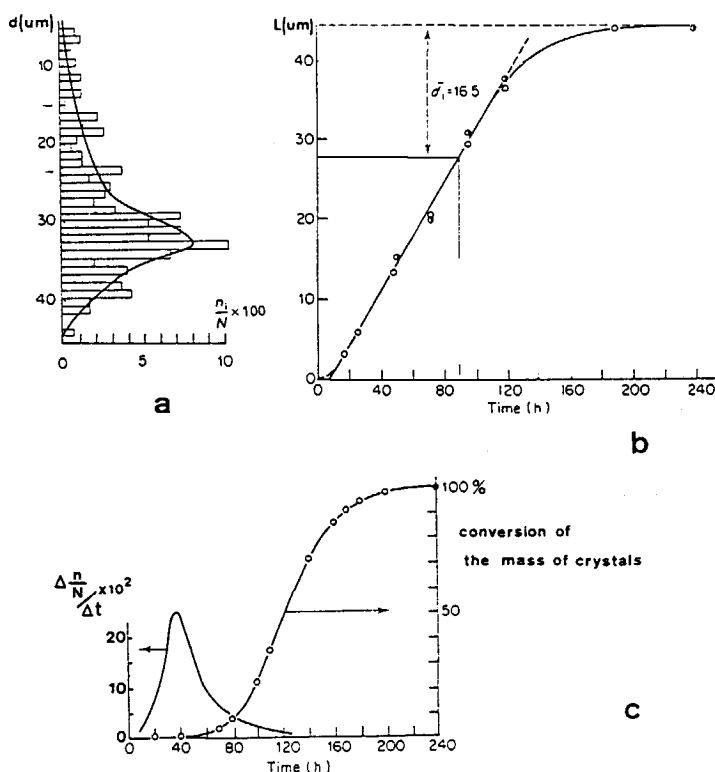 d(um)
10
20
30
40
n_i/N ×100
0 5 10
a
L(um)
40
30
20
10
0
d̄_i=16.5
0 40 80 120 160 200 240
Time (h)
b
100%
conversion of
the mass of crystals
50
Δ n/N / Δt ×10²
20
10
0
0 40 80 120 160 200 240
Time (h)
c